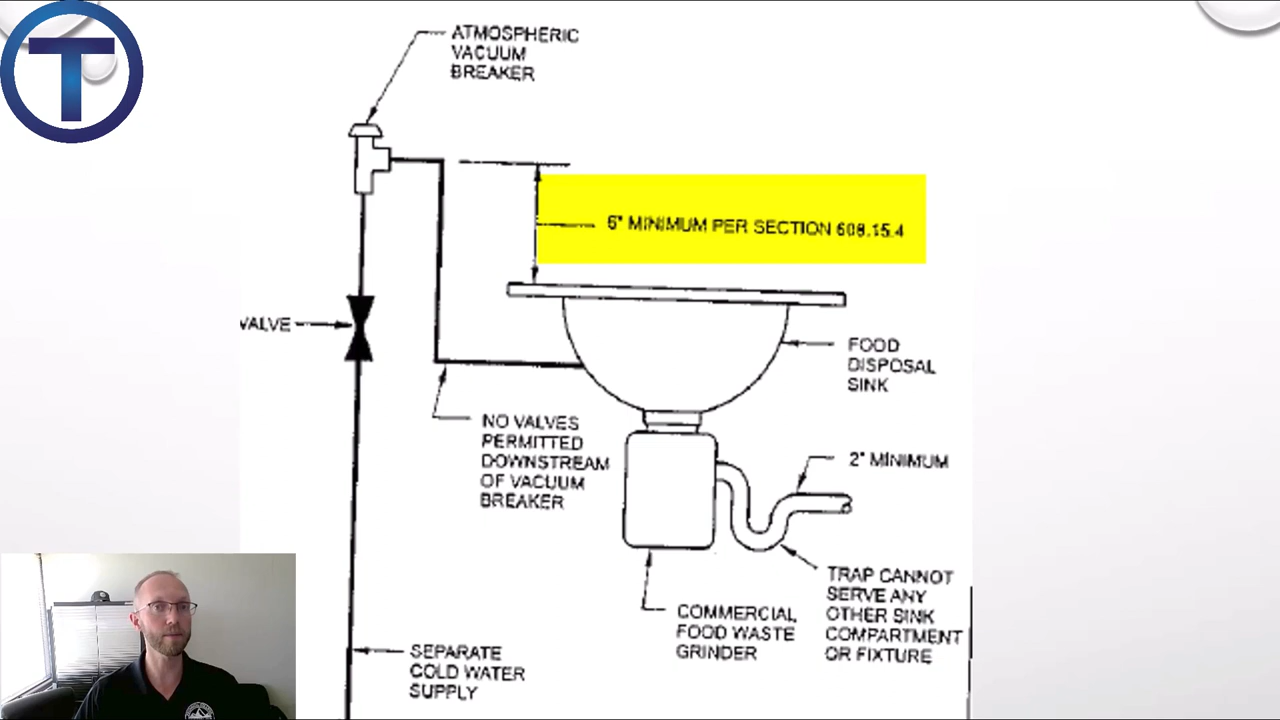 T
ATMOSPHERIC
VACUUM
BREAKER
6" MINIMUM PER SECTION 608.15.4
VALVE
FOOD
DISPOSAL
SINK
NO VALVES
PERMITTED
DOWNSTREAM
OF VACUUM
BREAKER
2" MINIMUM
TRAP CANNOT
SERVE ANY
OTHER SINK
COMPARTMENT
OR FIXTURE
COMMERCIAL
FOOD WASTE
GRINDER
SEPARATE
COLD WATER
SUPPLY